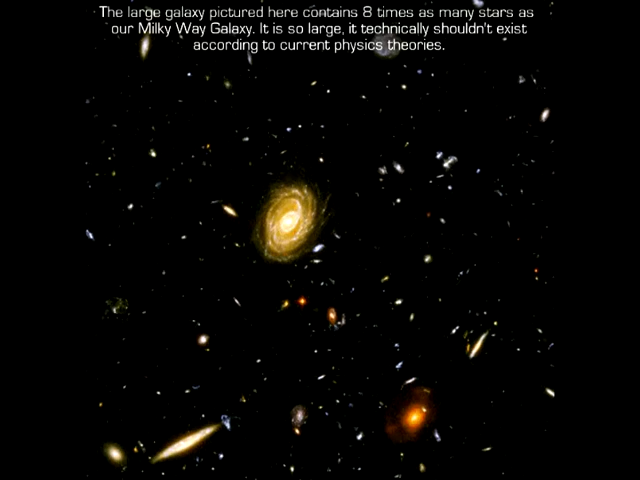 The large galaxy pictured here contains 8 times as many stars as
our Milky Way Galaxy. It is so large, it technically shouldn't exist
according to current physics theories.